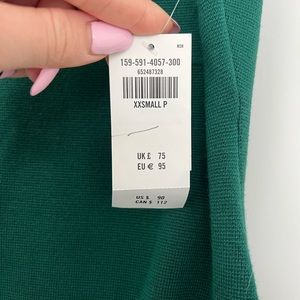 159-591-4057-300
652487328
XXSMALL P
UK £ 75
EU € 95
US $ 90
CAN $ 112